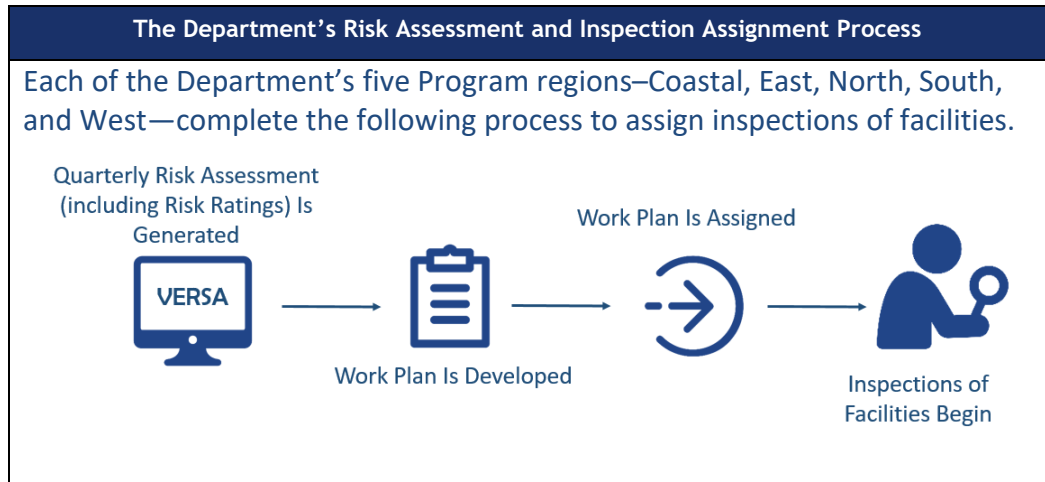 The Department’s Risk Assessment and Inspection Assignment Process
Each of the Department’s five Program regions–Coastal, East, North, South,
and West—complete the following process to assign inspections of facilities.
Quarterly Risk Assessment
(including Risk Ratings) Is
Generated
VERSA
Work Plan Is Developed
Work Plan Is Assigned
Inspections of
Facilities Begin